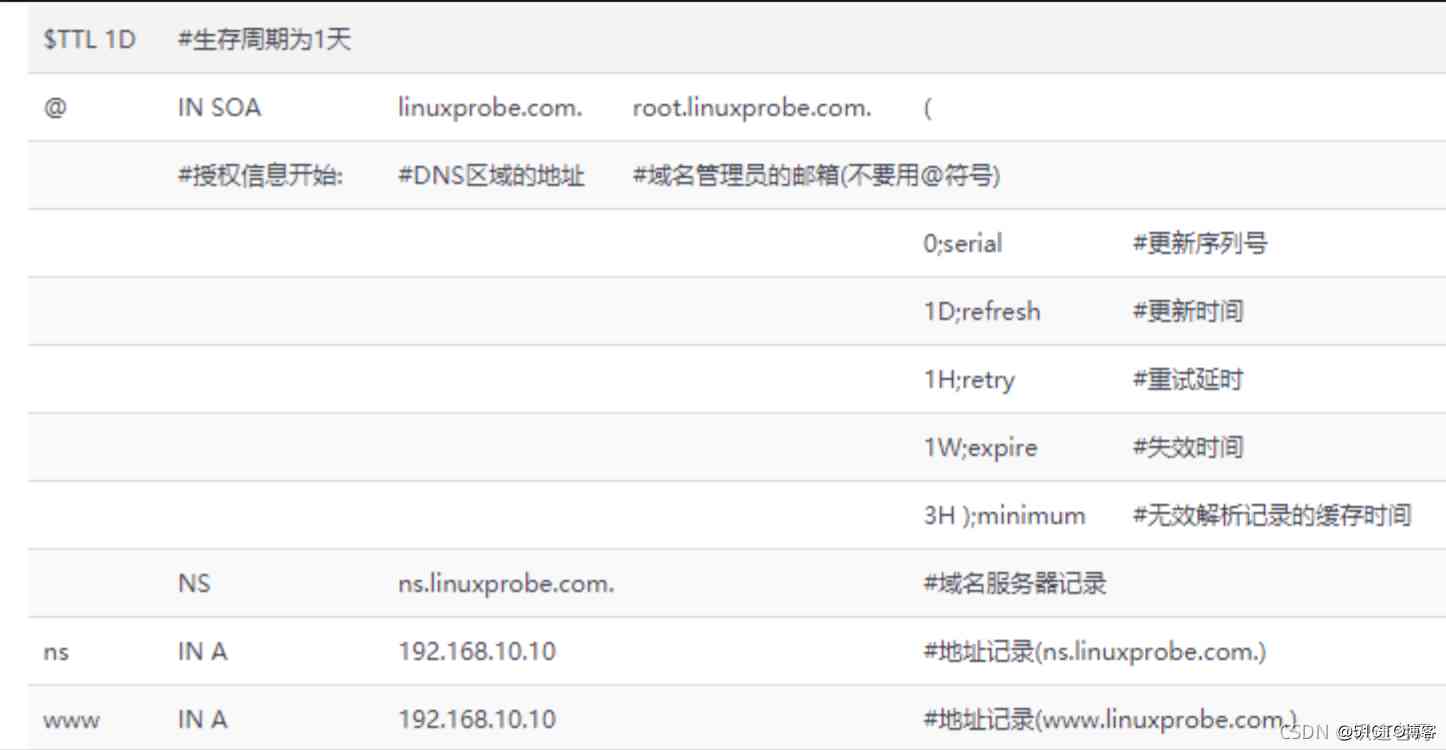 $TTL 1D #生存周期为1天
@ IN SOA linuxprobe.com. root.linuxprobe.com. (
#授权信息开始: #DNS区域的地址 #域名管理员的邮箱(不要用@符号)
0;serial #更新序列号
1D;refresh #更新时间
1H;retry #重试延时
1W;expire #失效时间
3H );minimum #无效解析记录的缓存时间
NS ns.linuxprobe.com. #域名服务器记录
ns IN A 192.168.10.10 #地址记录(ns.linuxprobe.com.)
www IN A 192.168.10.10 #地址记录(www.linuxprobe.com.)
CSDN @51CTO博客